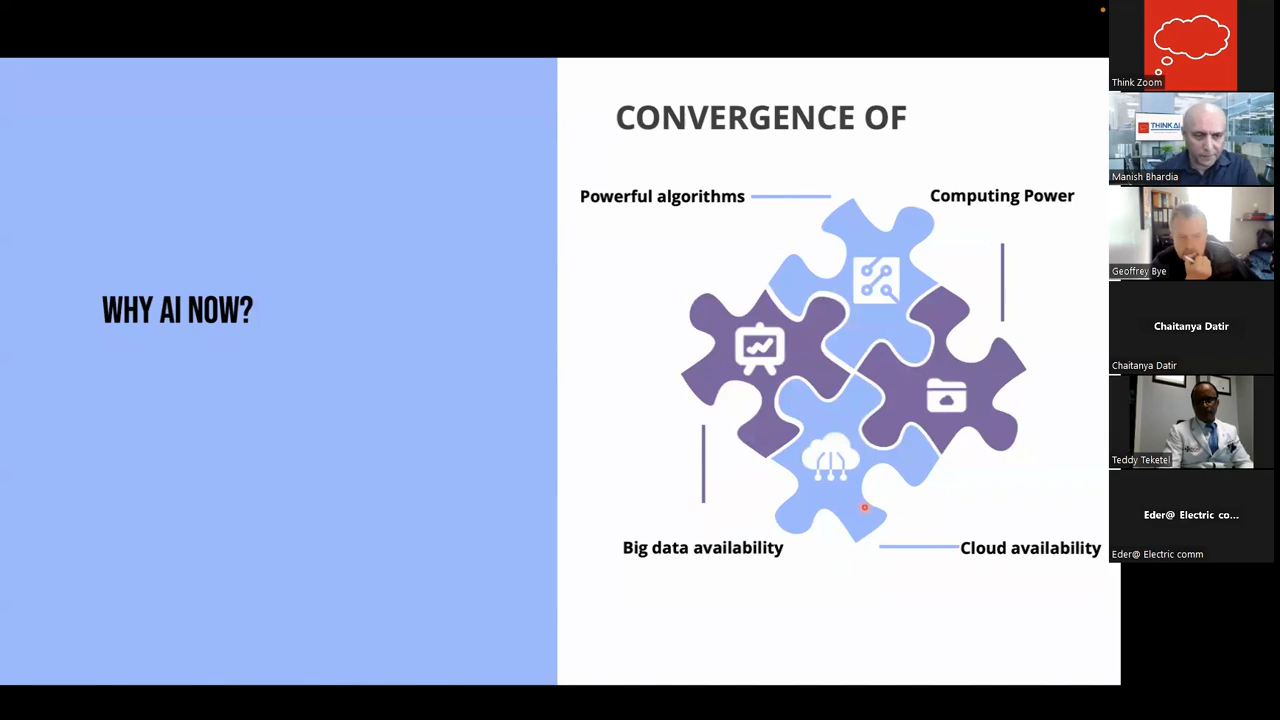 WHY AI NOW?
CONVERGENCE OF
Powerful algorithms
Computing Power
Big data availability
Cloud availability
Think Zoom
THINK AI
Manish Bhardia
Geoffrey Bye
Chaitanya Datir
Chaitanya Datir
Teddy Teketel
Eder@ Electric co...
Eder@ Electric comm